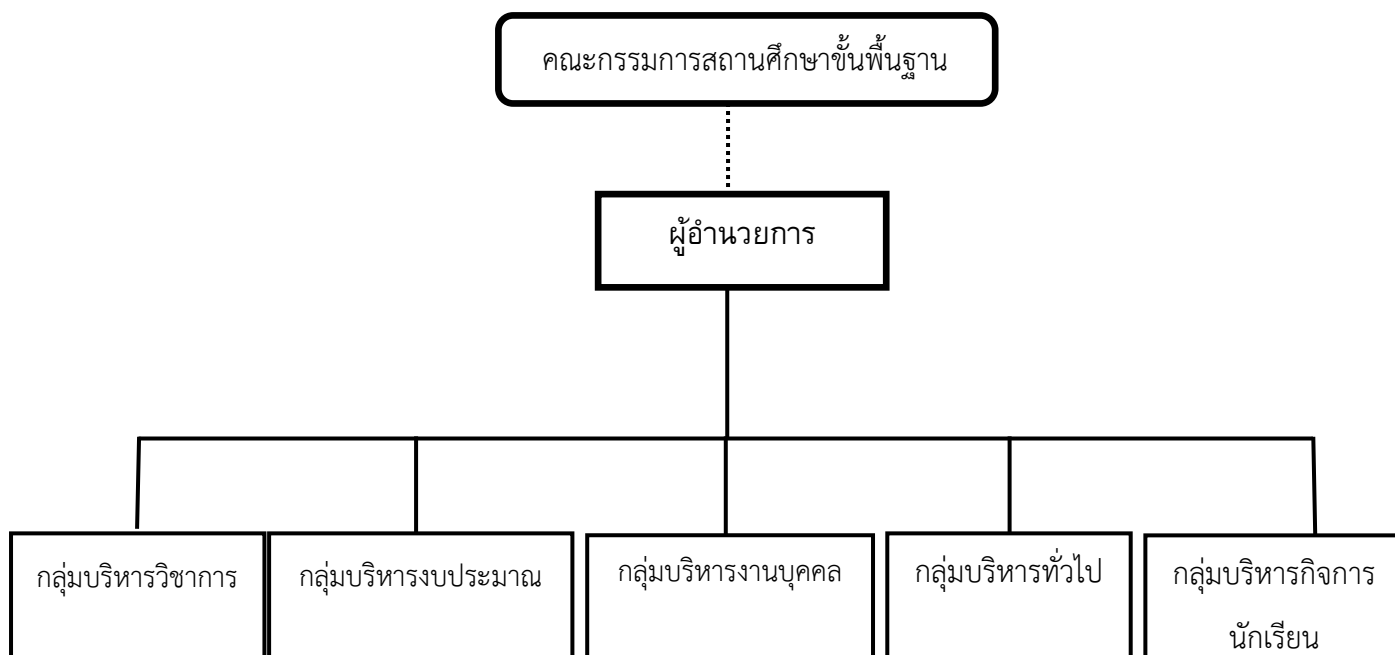 คณะกรรมการสถานศึกษาขั้นพื้นฐาน
ผู้อำนวยการ
กลุ่มบริหารวิชาการ
กลุ่มบริหารงบประมาณ
กลุ่มบริหารงานบุคคล
กลุ่มบริหารทั่วไป
กลุ่มบริหารกิจการ
นักเรียน